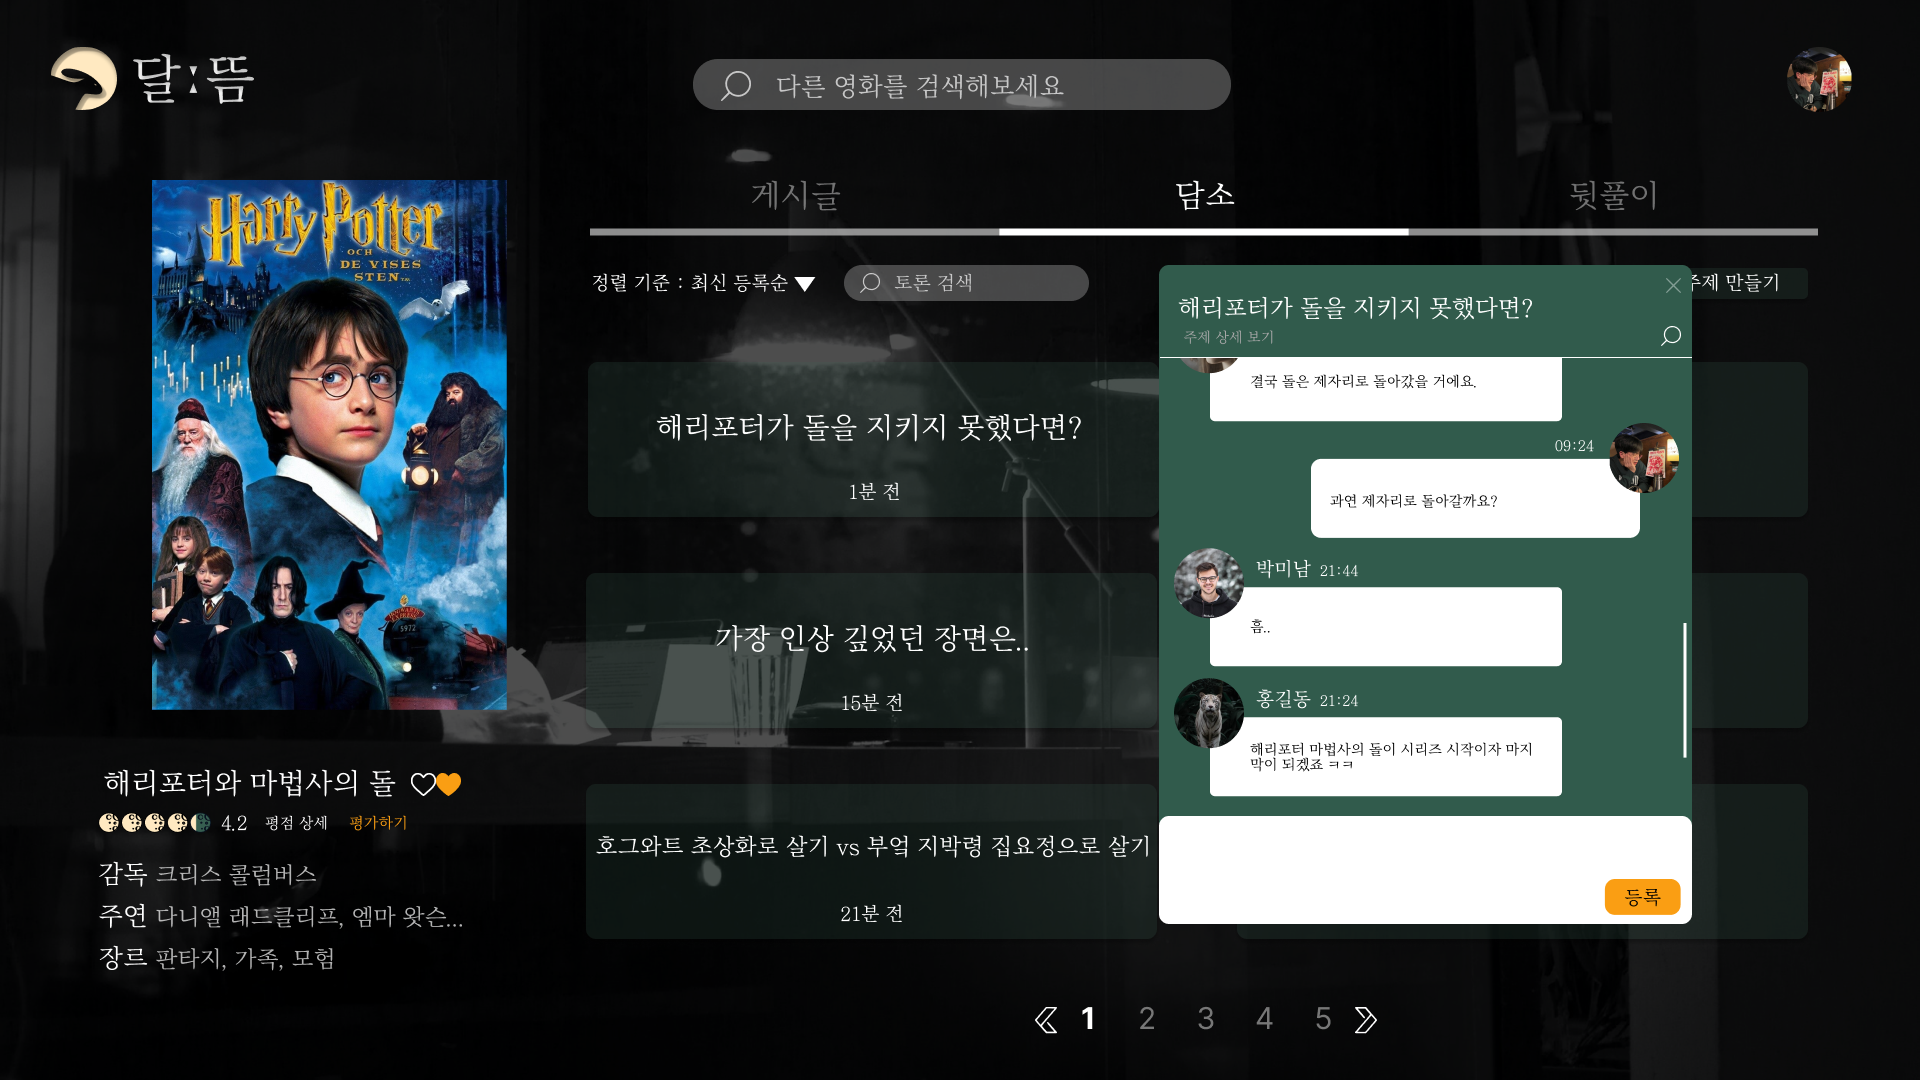 달:뜸
다른 영화를 검색해보세요
게시글
담소
뒷풀이
정렬 기준 : 최신 등록순
토론 검색
주제 만들기
Harry Potter
OCH
DE VISES
STEN™
5972
해리포터와 마법사의 돌
4.2 평점 상세 평가하기
감독 크리스 콜럼버스
주연 다니앨 래드클리프, 엠마 왓슨...
장르 판타지, 가족, 모험
해리포터가 돌을 지키지 못했다면?
1분 전
가장 인상 깊었던 장면은..
15분 전
호그와트 초상화로 살기 vs 부엌 지박령 집요정으로 살기
21분 전
해리포터가 돌을 지키지 못했다면?
주제 상세 보기
결국 돌은 제자리로 돌아갔을 거에요.
09:24
과연 제자리로 돌아갈까요?
박미남 21:44
흠..
홍길동 21:24
해리포터 마법사의 돌이 시리즈 시작이자 마지
막이 되겠죠 ㅋㅋ
등록
1 2 3 4 5